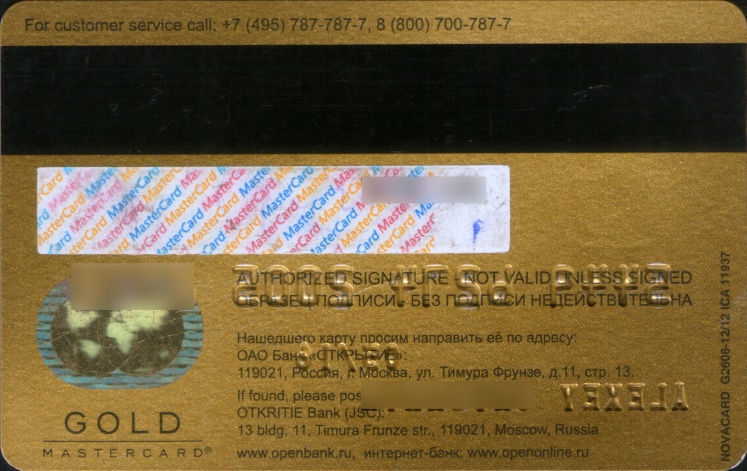 For customer service call: +7 (495) 787-787-7, 8 (800) 700-787-7
MasterCard MasterCard MasterCard MasterCard
AUTHORIZED SIGNATURE - NOT VALID UNLESS SIGNED
ОБРАЗЕЦ ПОДПИСИ. БЕЗ ПОДПИСИ НЕДЕЙСТВИТЕЛЬНА
Нашедшего карту просим направить её по адресу:
ОАО Банк «ОТКРЫТИЕ»:
119021, Россия, г. Москва, ул. Тимура Фрунзе, д.11, стр. 13.
If found, please
ALEXEY
OTKRITIE Bank (JSC):
13 bldg, 11, Timura Frunze str., 119021, Moscow, Russia
www.openbank.ru, интернет-банк: www.openonline.ru
GOLD
MASTERCARD®
NOVACARD G2608-12/12 ICA 11937